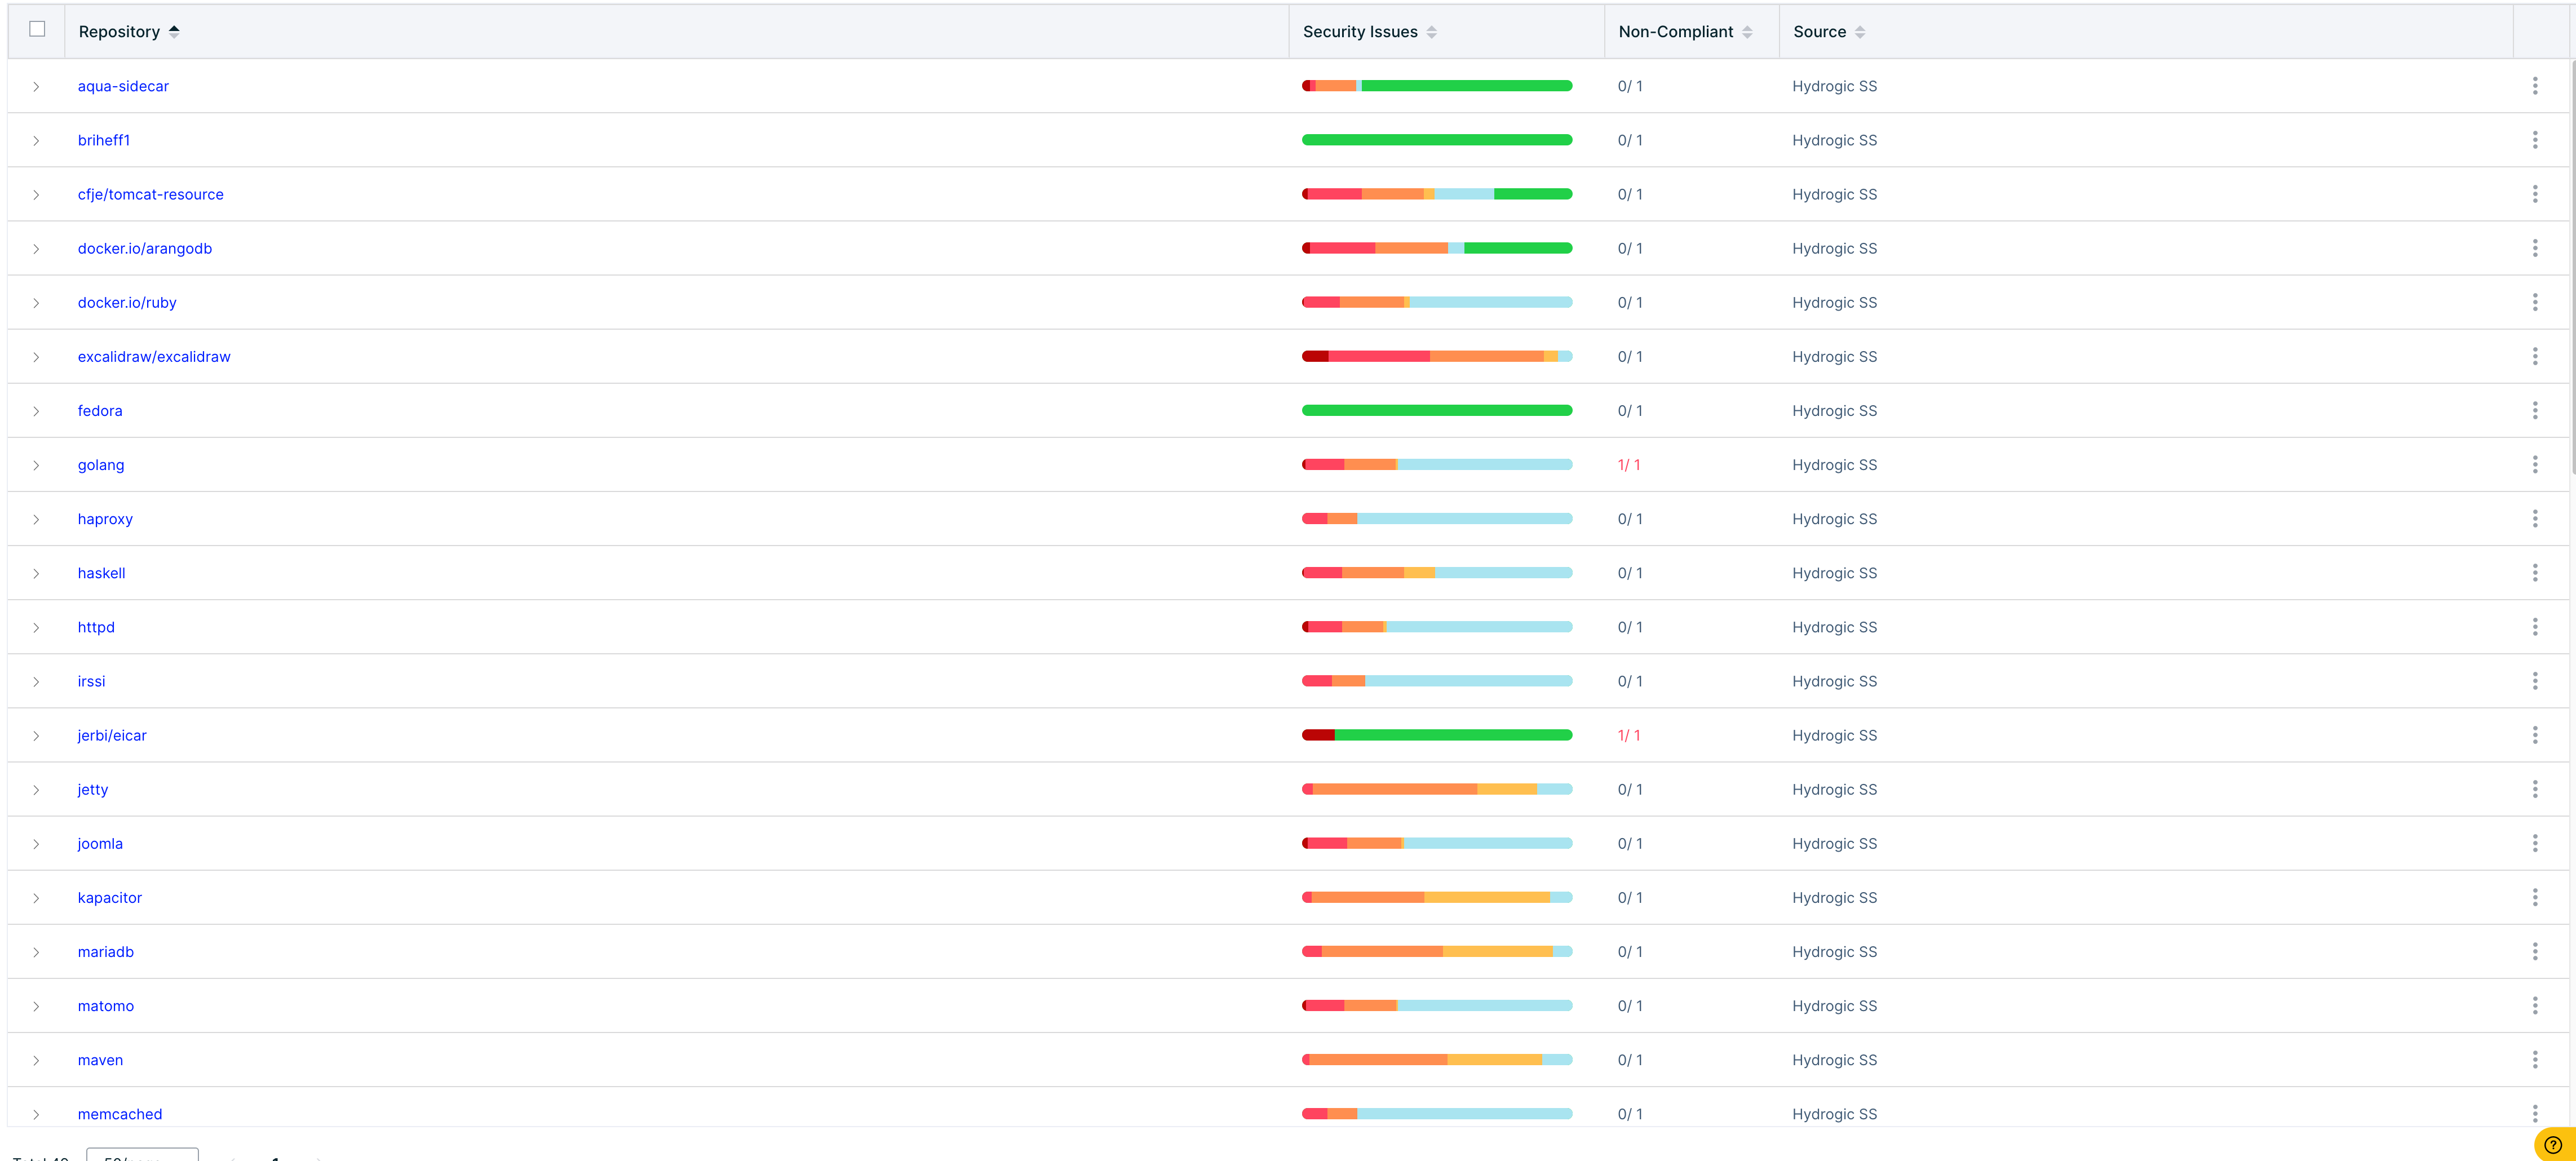 Repository Security Issues Non-Compliant Source
aqua-sidecar 0/ 1 Hydrogic SS
briheff1 0/ 1 Hydrogic SS
cfje/tomcat-resource 0/ 1 Hydrogic SS
docker.io/arangodb 0/ 1 Hydrogic SS
docker.io/ruby 0/ 1 Hydrogic SS
excalidraw/excalidraw 0/ 1 Hydrogic SS
fedora 0/ 1 Hydrogic SS
golang 1/ 1 Hydrogic SS
haproxy 0/ 1 Hydrogic SS
haskell 0/ 1 Hydrogic SS
httpd 0/ 1 Hydrogic SS
irssi 0/ 1 Hydrogic SS
jerbi/eicar 1/ 1 Hydrogic SS
jetty 0/ 1 Hydrogic SS
joomla 0/ 1 Hydrogic SS
kapacitor 0/ 1 Hydrogic SS
mariadb 0/ 1 Hydrogic SS
matomo 0/ 1 Hydrogic SS
maven 0/ 1 Hydrogic SS
memcached 0/ 1 Hydrogic SS